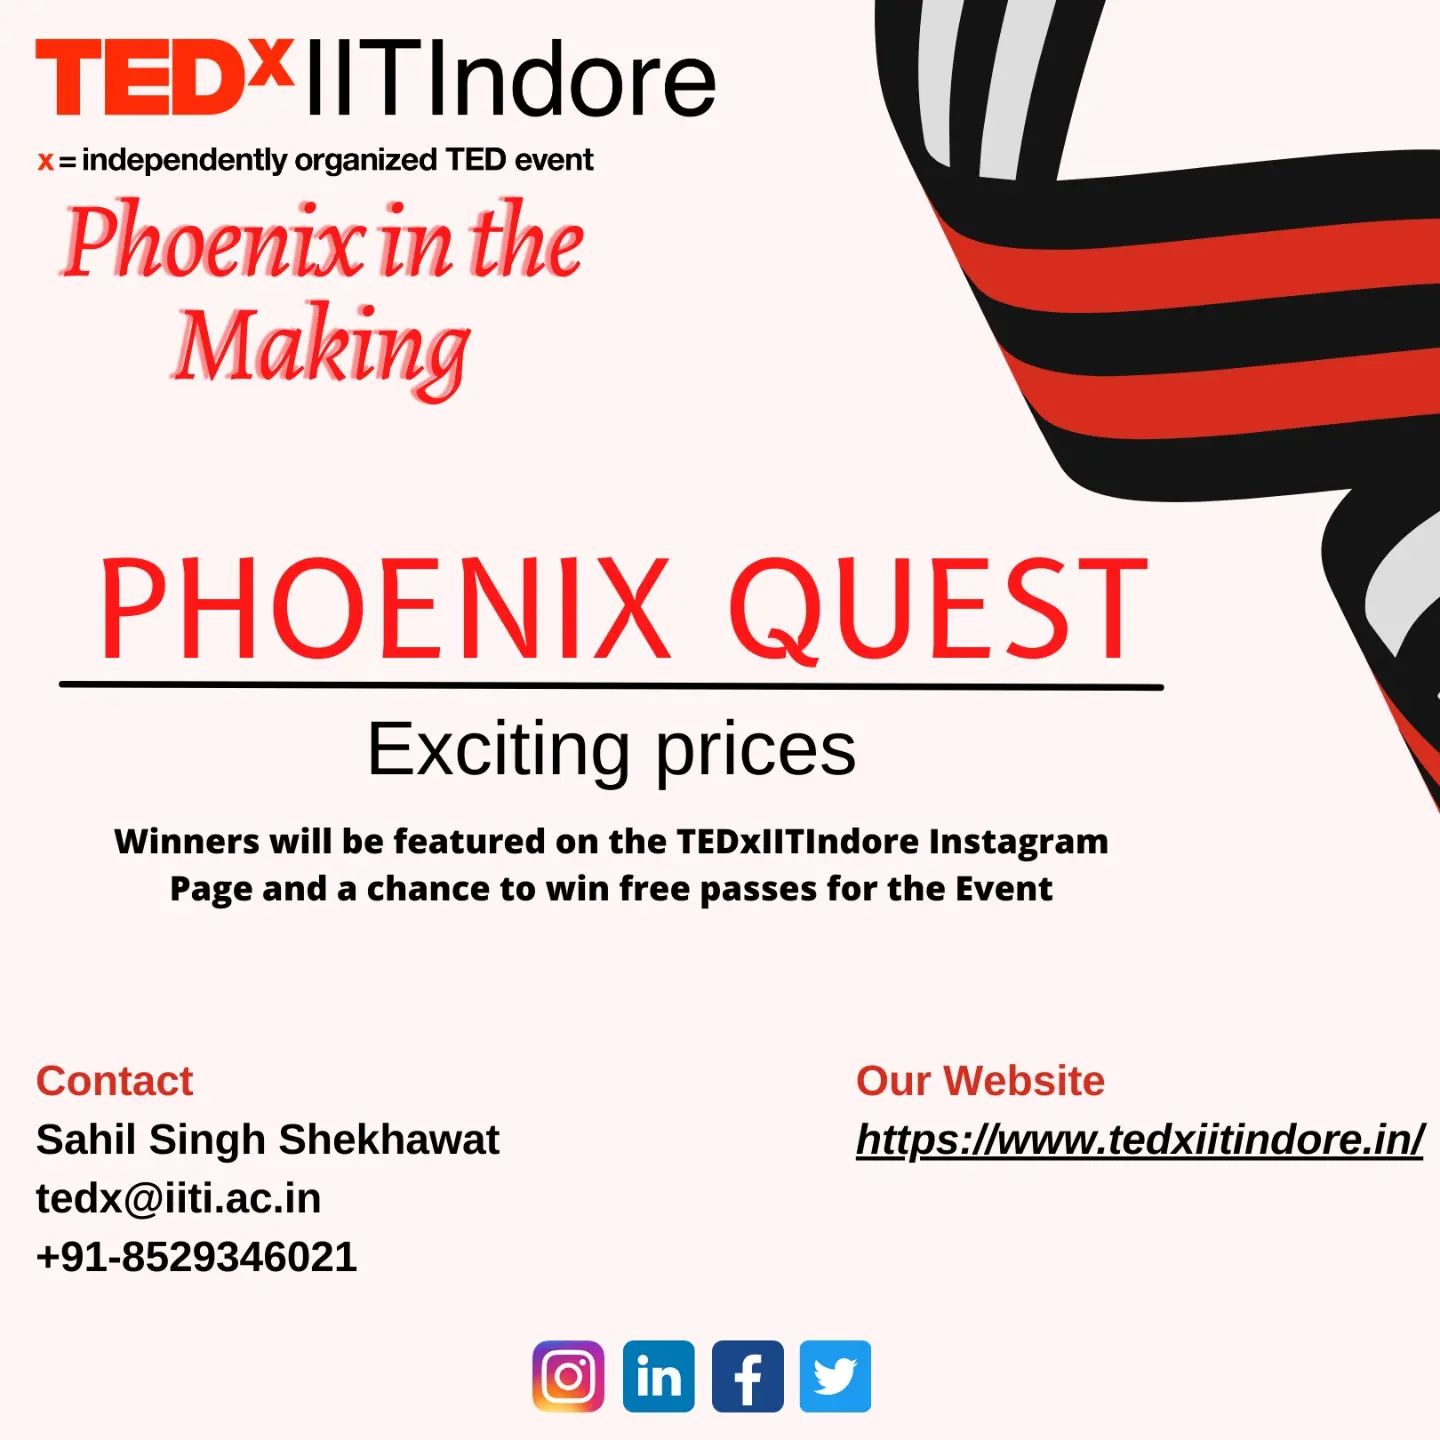 TEDxIITIndore
x = independently organized TED event
Phoenix in the
Making
PHOENIX QUEST
Exciting prices
Winners will be featured on the TEDxIITIndore Instagram
Page and a chance to win free passes for the Event
Contact
Sahil Singh Shekhawat
tedx@iiti.ac.in
+91-8529346021
Our Website
https://www.tedxiitindore.in/
in
f